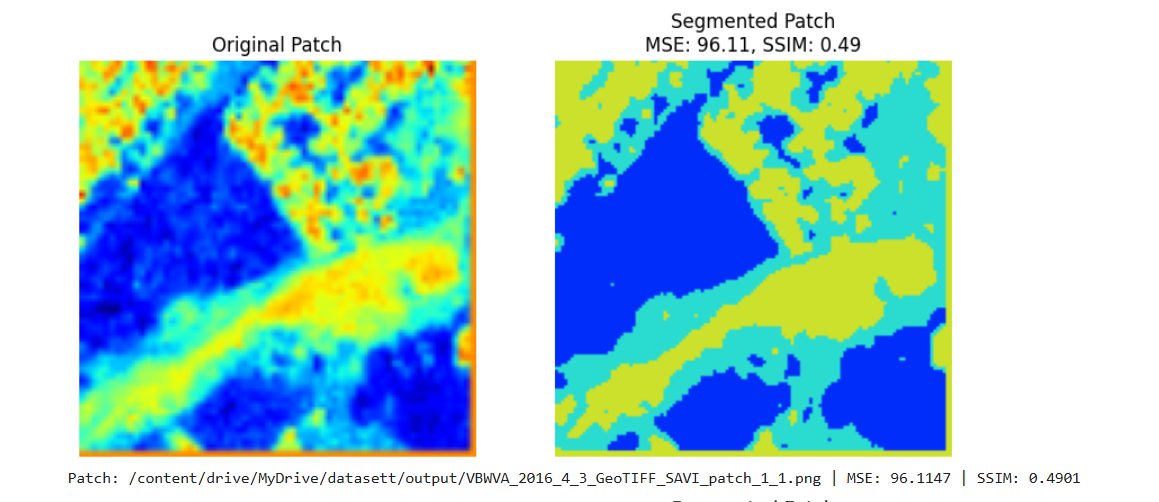 Original Patch
Segmented Patch
MSE: 96.11, SSIM: 0.49
Patch: /content/drive/MyDrive/datasett/output/VBWVA_2016_4_3_GeoTIFF_SAVI_patch_1_1.png | MSE: 96.1147 | SSIM: 0.4901